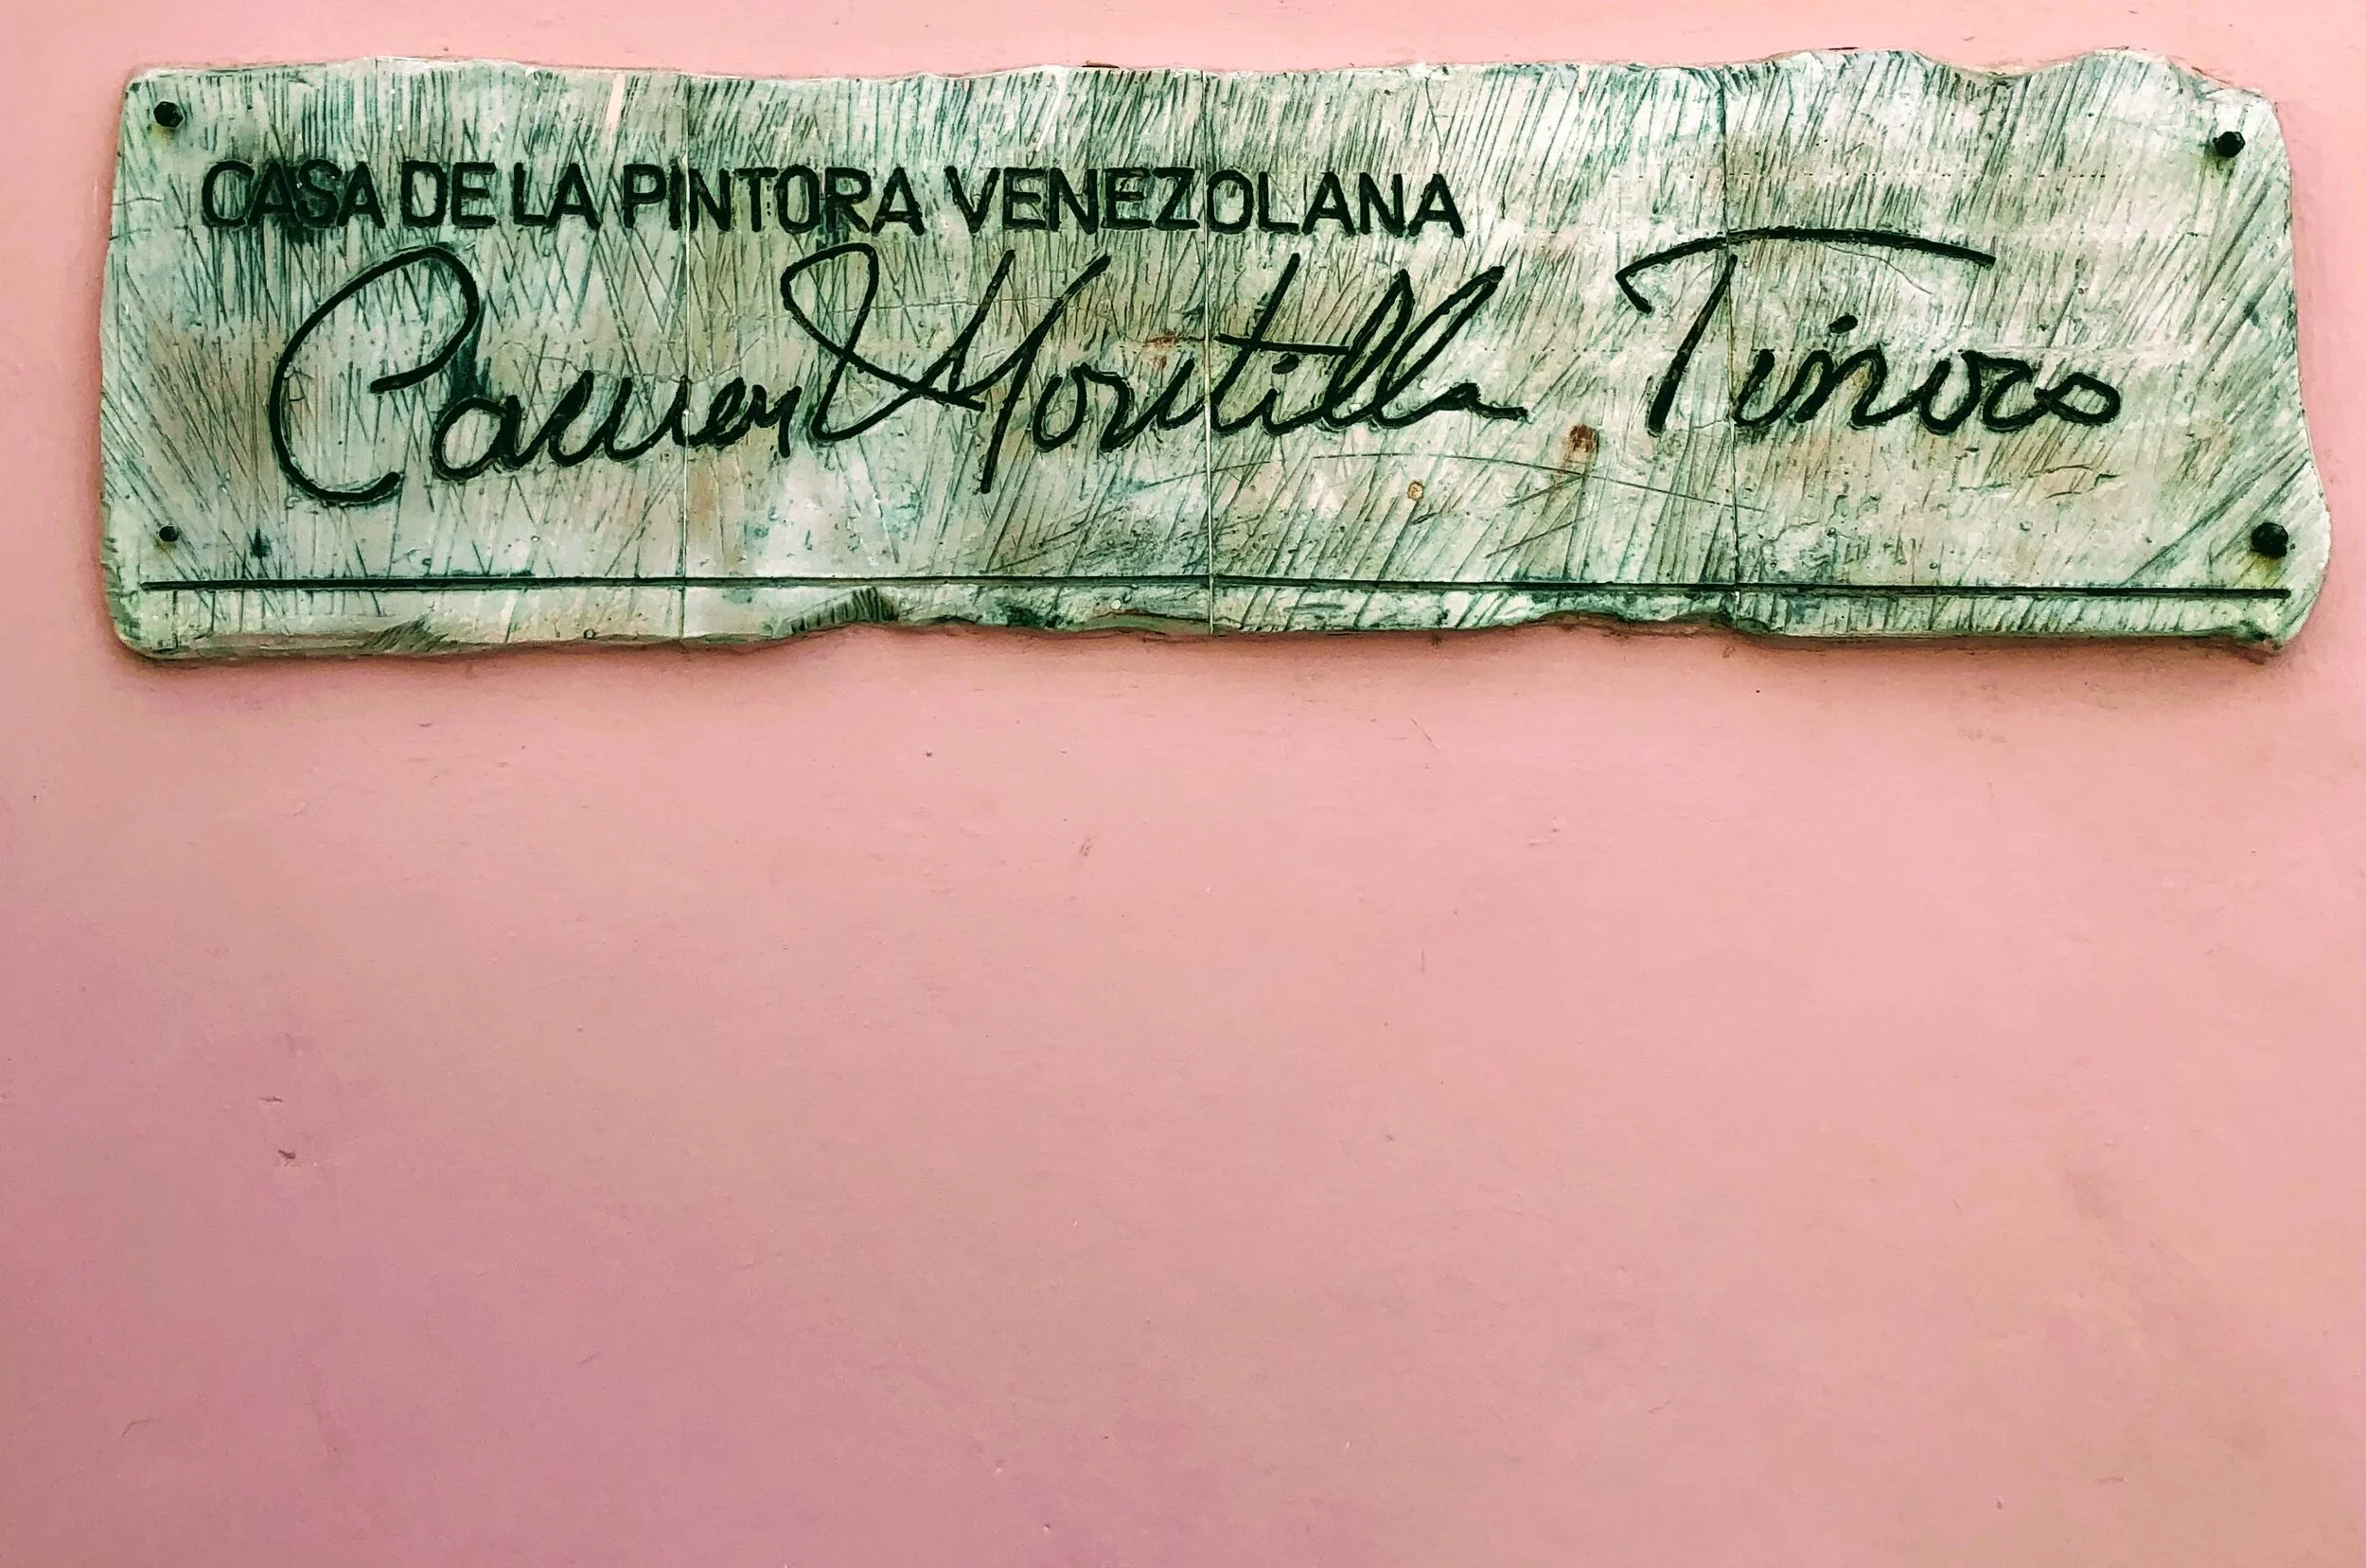 CASA DE LA PINTORA VENEZOLANA
Carmen Montilla Tinoco